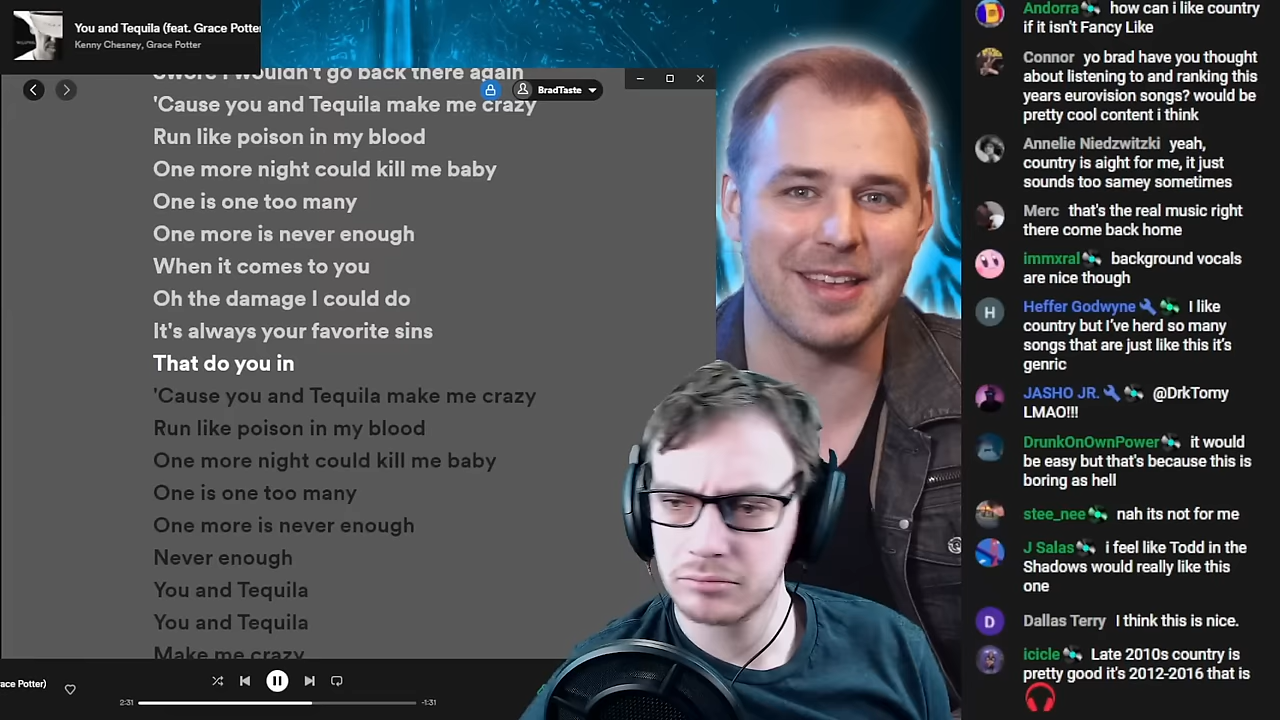 You and Tequila (feat. Grace Potter
Kenny Chesney, Grace Potter
Swore I wouldn't go back there again
BradTaste
'Cause you and Tequila make me crazy
Run like poison in my blood
One more night could kill me baby
One is one too many
One more is never enough
When it comes to you
Oh the damage I could do
It's always your favorite sins
That do you in
'Cause you and Tequila make me crazy
Run like poison in my blood
One more night could kill me baby
One is one too many
One more is never enough
Never enough
You and Tequila
You and Tequila
Make me crazy
ace Potter)
2:31
-1:31
Andorra how can i like country
if it isn't Fancy Like
Connor yo brad have you thought
about listening to and ranking this
years eurovision songs? would be
pretty cool content i think
Annelie Niedzwitzki yeah,
country is aight for me, it just
sounds too samey sometimes
Merc that's the real music right
there come back home
immxral background vocals
are nice though
H
Heffer Godwyne I like
country but I've herd so many
songs that are just like this it's
genric
JASHO JR. @DrkTomy
LMAO!!!
DrunkOnOwnPower it would
be easy but that's because this is
boring as hell
stee_nee nah its not for me
J Salas i feel like Todd in the
Shadows would really like this
one
D
Dallas Terry I think this is nice.
icicle Late 2010s country is
pretty good it's 2012-2016 that is